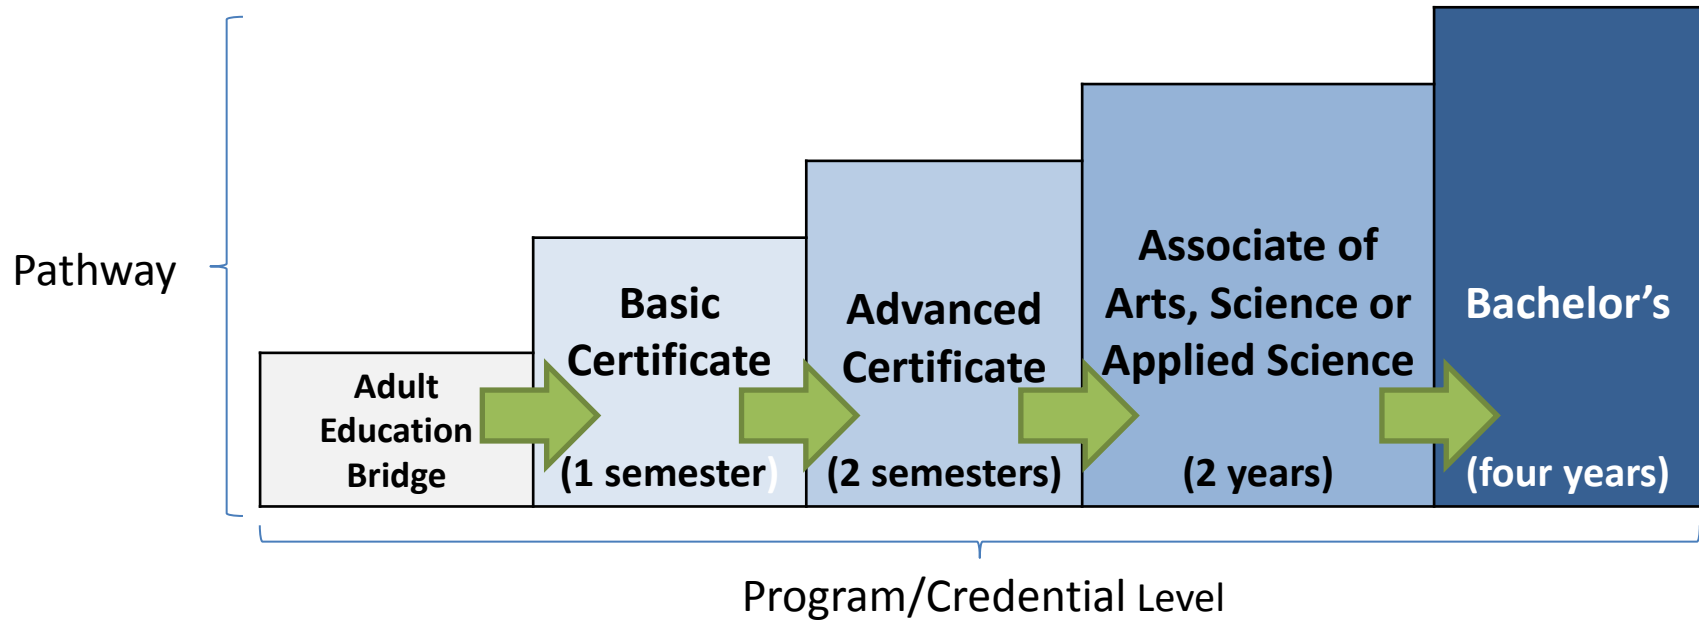 Pathway
Adult
Education
Bridge
Basic
Certificate
(1 semester)
Advanced
Certificate
(2 semesters)
Associate of
Arts, Science or
Applied Science
(2 years)
Bachelor’s
(four years)
Program/Credential Level